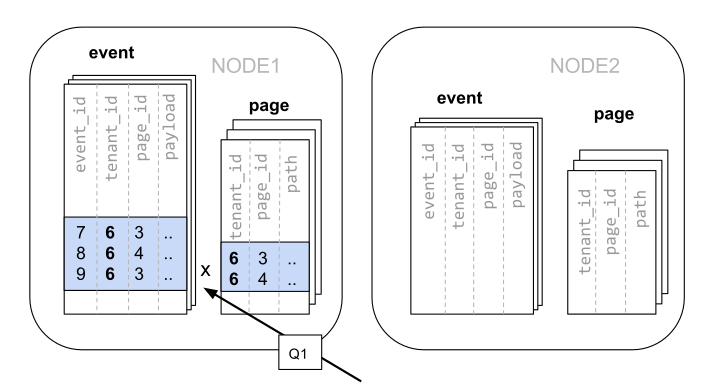 NODE1
event
event_id
tenant_id
page_id
payload
7 6 3 ..
8 6 4 ..
9 6 3 ..
X
page
tenant_id
page_id
path
6 3 ..
6 4 ..
Q1
NODE2
event
event_id
tenant_id
page_id
payload
page
tenant_id
page_id
path